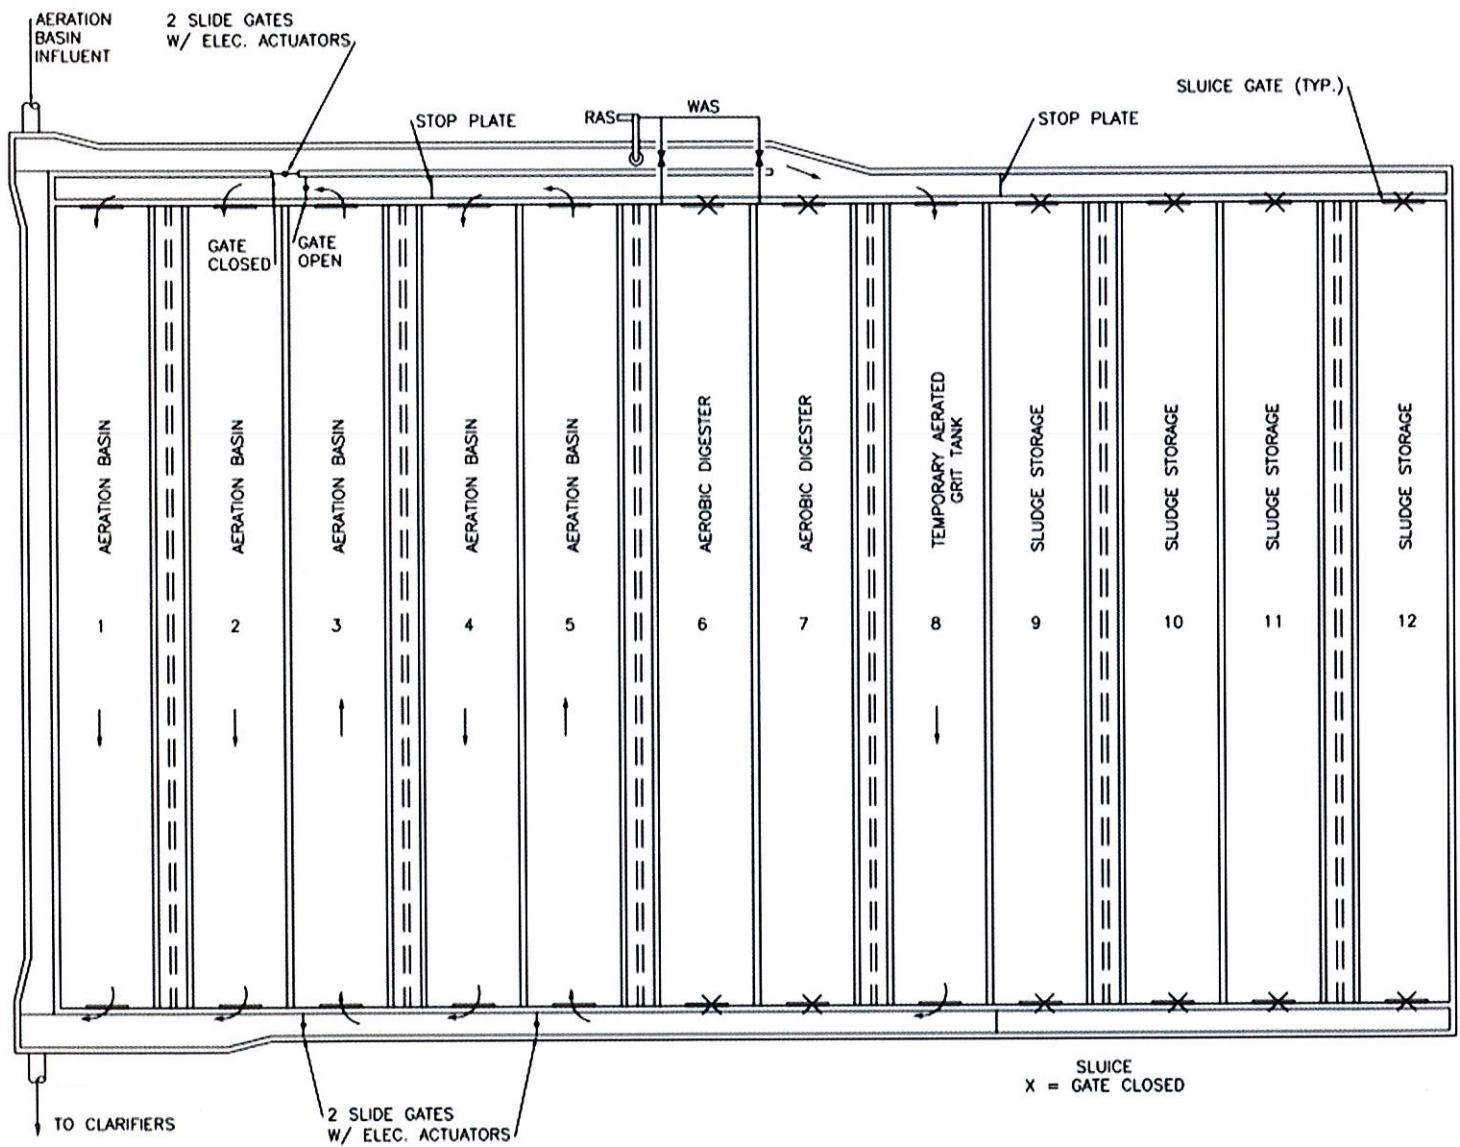 AERATION
BASIN
INFLUENT
2 SLIDE GATES
W/ ELEC. ACTUATORS
STOP PLATE
RAS
WAS
STOP PLATE
SLUICE GATE (TYP.)
GATE
CLOSED
GATE
OPEN
AERATION BASIN
AERATION BASIN
AERATION BASIN
AERATION BASIN
AERATION BASIN
AEROBIC DIGESTER
AEROBIC DIGESTER
TEMPORARY AERATED
GRIT TANK
SLUDGE STORAGE
SLUDGE STORAGE
SLUDGE STORAGE
SLUDGE STORAGE
1
2
3
4
5
6
7
8
9
10
11
12
TO CLARIFIERS
2 SLIDE GATES
W/ ELEC. ACTUATORS
SLUICE
X = GATE CLOSED